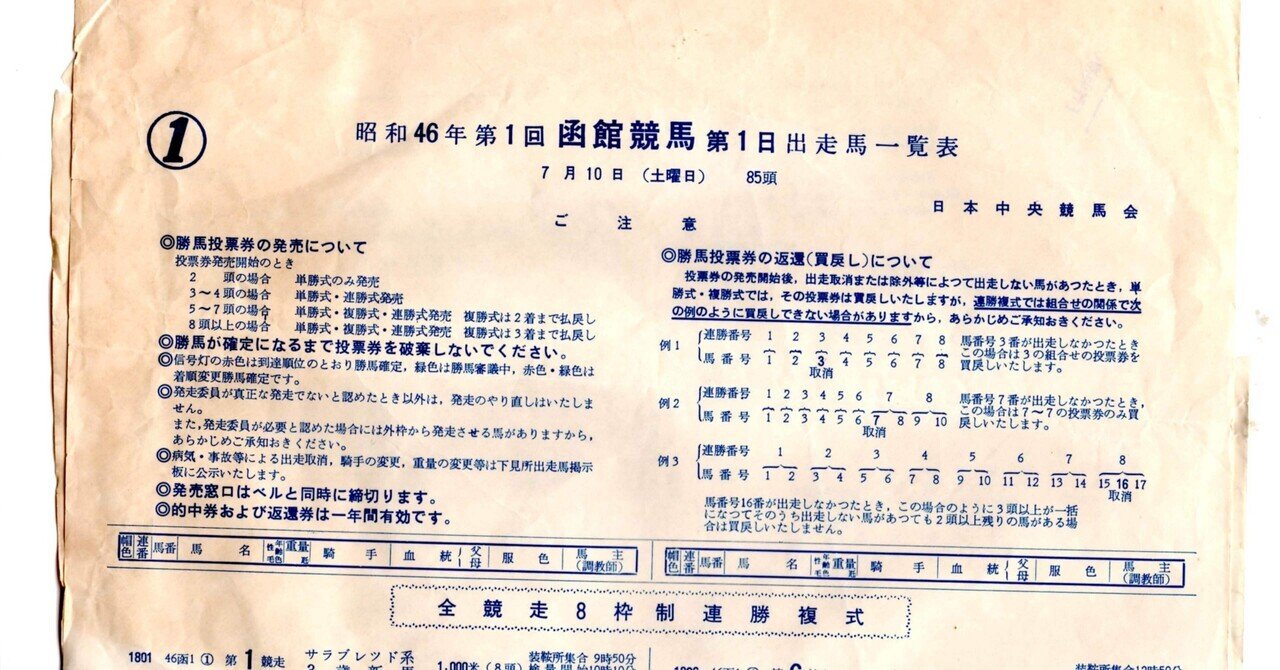 ①
昭和46年第1回 函館競馬 第1日出走馬一覧表
7月10日 (土曜日) 85頭
日本中央競馬会
ご注意
◎勝馬投票券の発売について
投票券発売開始のとき
2 頭の場合 単勝式のみ発売
3～4頭の場合 単勝式・連勝式発売
5～7頭の場合 単勝式・複勝式・連勝式発売 複勝式は2着まで払戻し
8頭以上の場合 単勝式・複勝式・連勝式発売 複勝式は3着まで払戻し
◎勝馬が確定になるまで投票券を破棄しないでください。
◎信号灯の赤色は到達順位のとおり勝馬確定，緑色は勝馬審議中，赤色・緑色は
着順変更勝馬確定です。
◎発走委員が真正な発走でないと認めたとき以外は，発走のやり直しはいたしま
せん。
また，発走委員が必要と認めた場合には外枠から発走させる馬がありますから，
あらかじめご承知おきください。
◎病気・事故等による出走取消，騎手の変更，重量の変更等は下見所出走馬掲示
板に公示いたします。
◎発売窓口はベルと同時に締切ります。
◎的中券および返還券は一年間有効です。
◎勝馬投票券の返還(買戻し)について
投票券の発売開始後，出走取消または除外等によつて出走しない馬があつたとき，単
勝式・複勝式では，その投票券は買戻しいたしますが，連勝複式では組合せの関係で次
の例のように買戻しできない場合がありますから，あらかじめご承知おきください。
例1 連勝番号 1 2 3 4 5 6 7 8 馬番号3番が出走しなかつたとき
この場合は3の組合せの投票券を
馬番号 1 2 3 4 5 6 7 8 買戻しいたします。
取消
例2 連勝番号 1 2 3 4 5 6 7 8 馬番号7番が出走しなかつたとき，
この場合は7～7の投票券のみ買
馬番号 1 2 3 4 5 6 7 8 9 10 戻しいたします。
取消
例3 連勝番号 1 2 3 4 5 6 7 8
馬番号 1 2 3 4 5 6 7 8 9 10 11 12 13 14 15 16 17
取消
馬番号16番が出走しなかつたとき，この場合のように3頭以上が一括
になつてそのうち出走しない馬があつても2頭以上残りの馬がある場
合は買戻しいたしません。
帽色 連番 馬番 馬名 性年齢毛色 重量 騎手 血統 父母 服色 馬主(調教師)
帽色 連番 馬番 馬名 性年齢毛色 重量 騎手 血統 父母 服色 馬主(調教師)
全競走8枠制連勝複式
1801 46函1 ① 第1競走 サラブレツド系 1,000米 (8頭) 装鞍所集合 9時50分